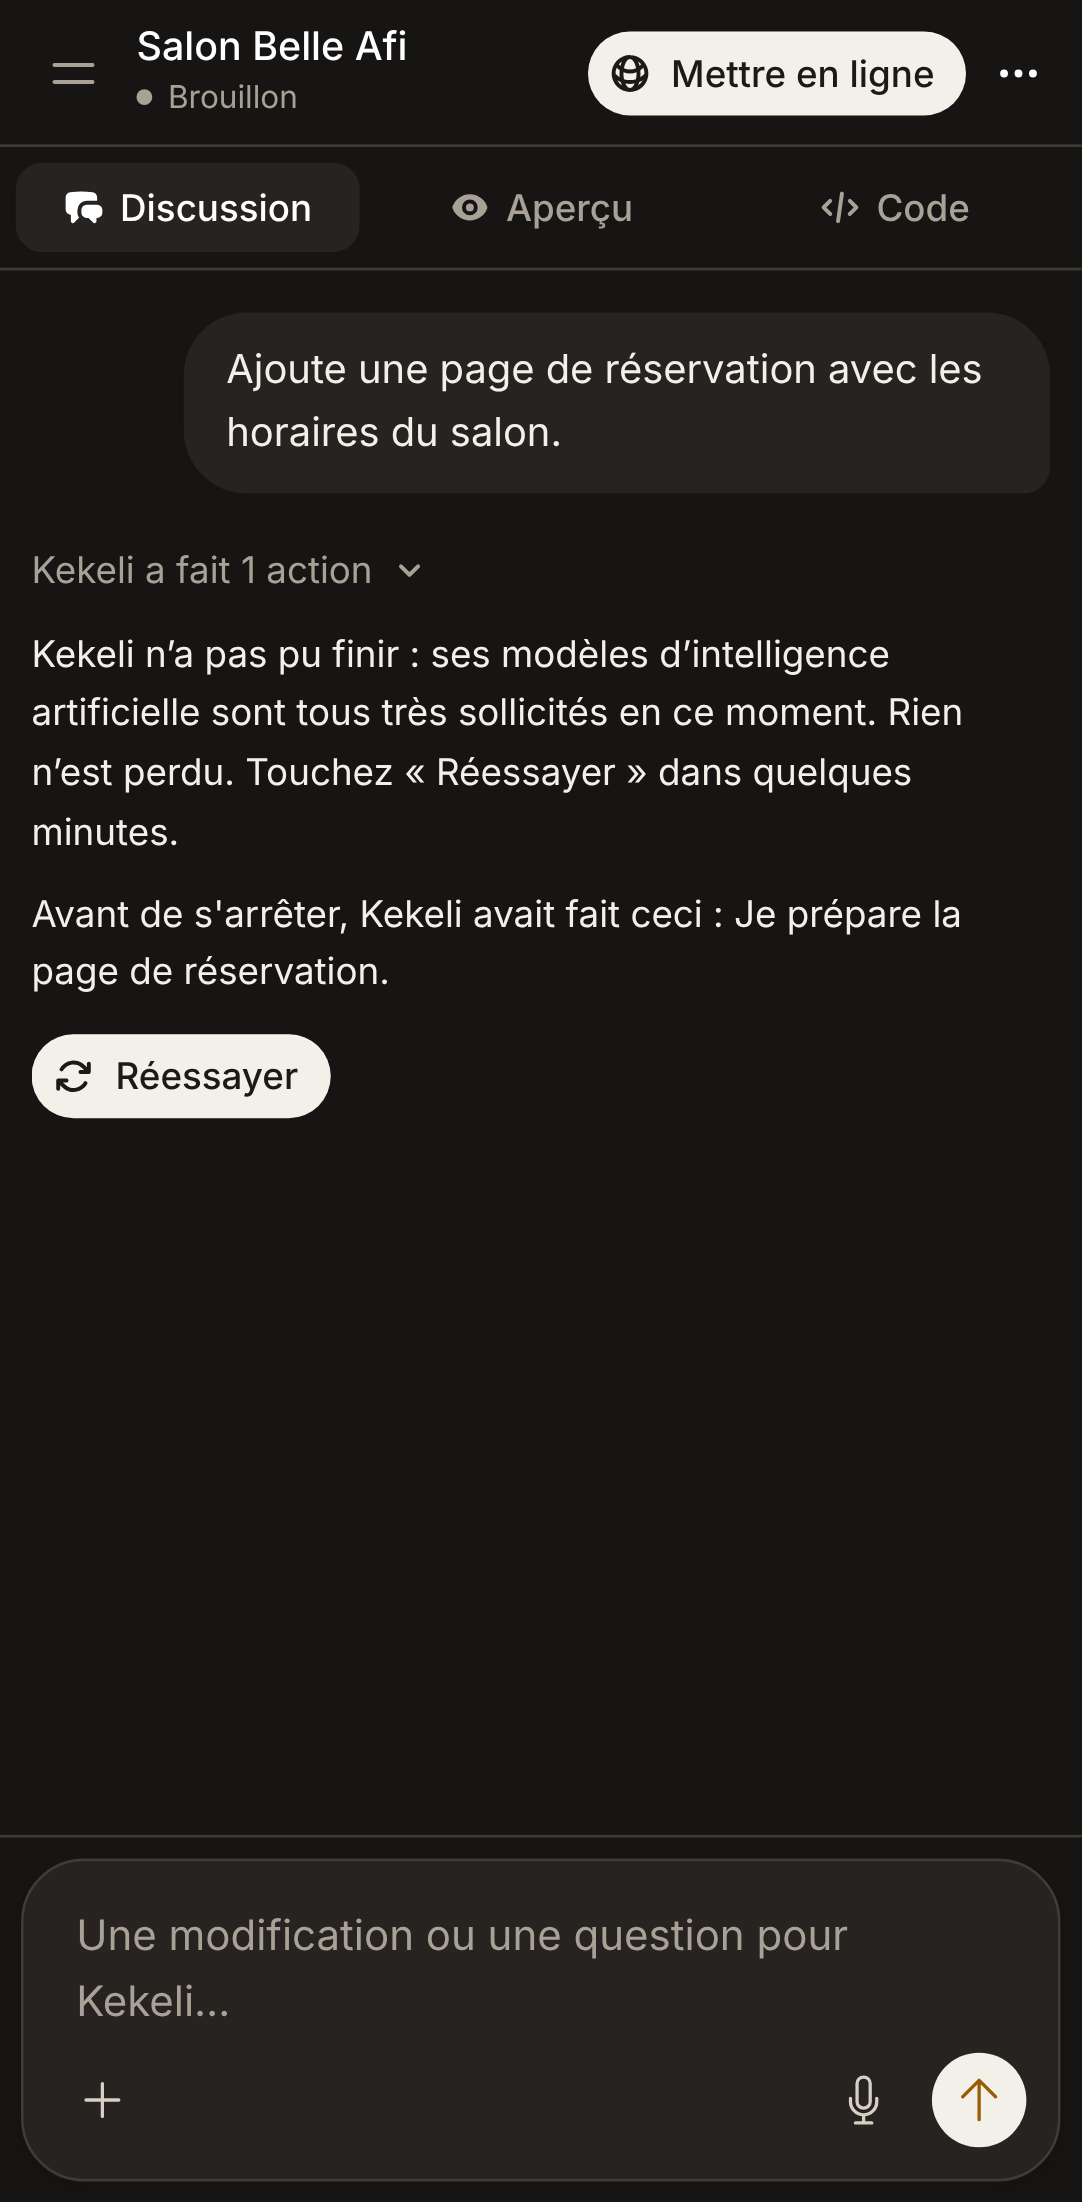 Salon Belle Afi
Brouillon
Mettre en ligne
Discussion
Aperçu
Code
Ajoute une page de réservation avec les
horaires du salon.
Kekeli a fait 1 action
Kekeli n’a pas pu finir : ses modèles d’intelligence
artificielle sont tous très sollicités en ce moment. Rien
n’est perdu. Touchez « Réessayer » dans quelques
minutes.
Avant de s'arrêter, Kekeli avait fait ceci : Je prépare la
page de réservation.
Réessayer
Une modification ou une question pour
Kekeli...